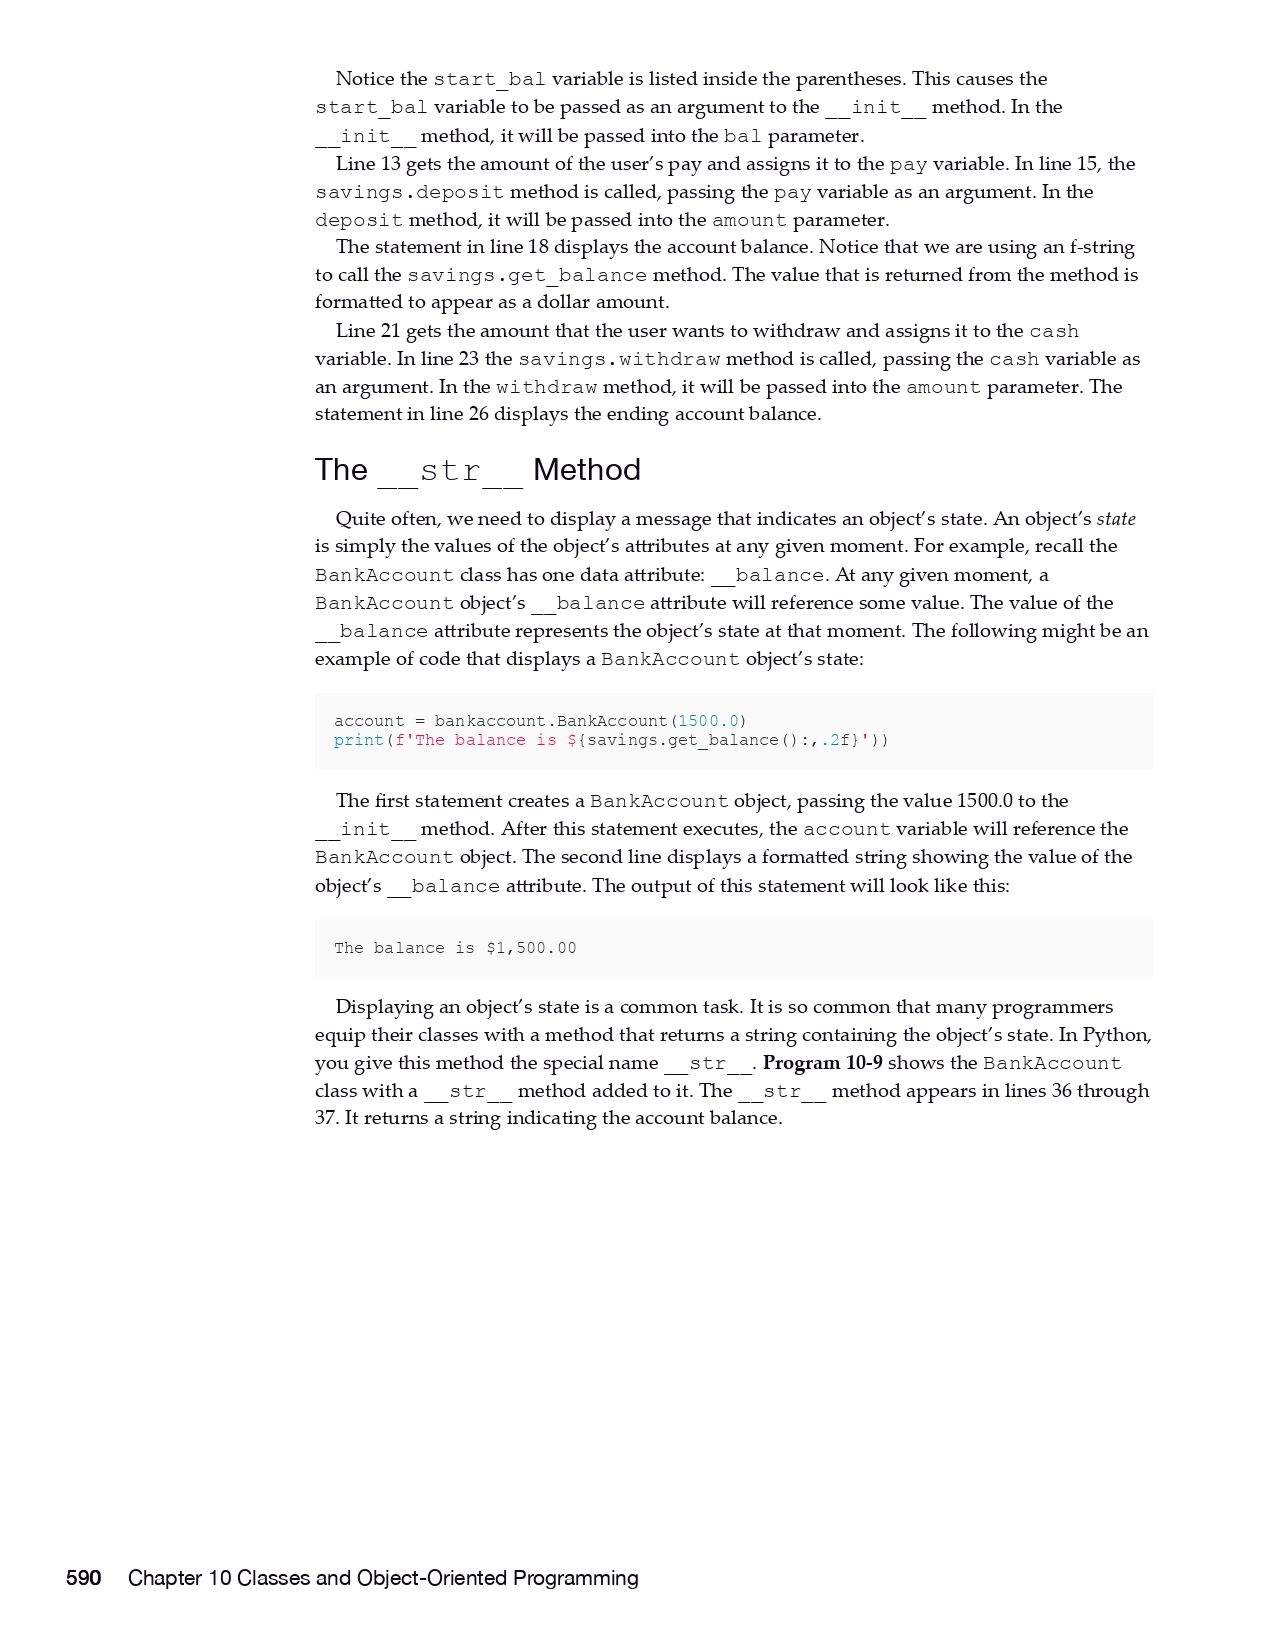 Notice the start_bal variable is listed inside the parentheses. This causes the
start_bal variable to be passed as an argument to the __init__ method. In the
__init__ method, it will be passed into the bal parameter.
Line 13 gets the amount of the user’s pay and assigns it to the pay variable. In line 15, the
savings.deposit method is called, passing the pay variable as an argument. In the
deposit method, it will be passed into the amount parameter.
The statement in line 18 displays the account balance. Notice that we are using an f-string
to call the savings.get_balance method. The value that is returned from the method is
formatted to appear as a dollar amount.
Line 21 gets the amount that the user wants to withdraw and assigns it to the cash
variable. In line 23 the savings.withdraw method is called, passing the cash variable as
an argument. In the withdraw method, it will be passed into the amount parameter. The
statement in line 26 displays the ending account balance.
The __str__ Method
Quite often, we need to display a message that indicates an object’s state. An object’s state
is simply the values of the object’s attributes at any given moment. For example, recall the
BankAccount class has one data attribute: __balance. At any given moment, a
BankAccount object’s __balance attribute will reference some value. The value of the
__balance attribute represents the object’s state at that moment. The following might be an
example of code that displays a BankAccount object’s state:
account = bankaccount.BankAccount(1500.0)
print(f'The balance is ${savings.get_balance():,.2f}'))
The first statement creates a BankAccount object, passing the value 1500.0 to the
__init__ method. After this statement executes, the account variable will reference the
BankAccount object. The second line displays a formatted string showing the value of the
object’s __balance attribute. The output of this statement will look like this:
The balance is $1,500.00
Displaying an object’s state is a common task. It is so common that many programmers
equip their classes with a method that returns a string containing the object’s state. In Python,
you give this method the special name __str__. Program 10-9 shows the BankAccount
class with a __str__ method added to it. The __str__ method appears in lines 36 through
37. It returns a string indicating the account balance.
590 Chapter 10 Classes and Object-Oriented Programming